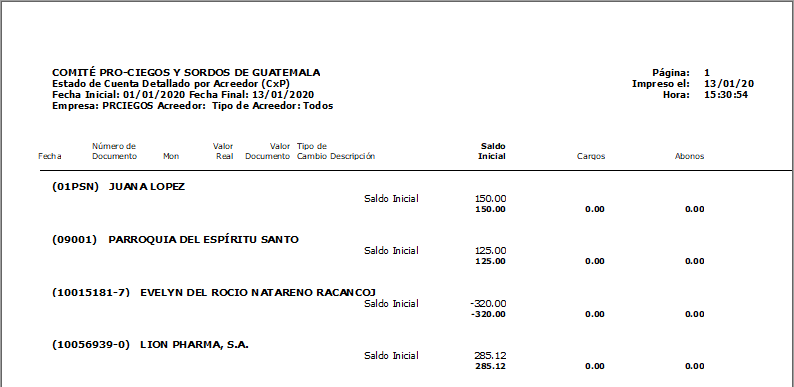 COMITÉ PRO-CIEGOS Y SORDOS DE GUATEMALA Página: 1
Estado de Cuenta Detallado por Acreedor (CxP) Impreso el: 13/01/20
Fecha Inicial: 01/01/2020 Fecha Final: 13/01/2020 Hora: 15:30:54
Empresa: PRCIEGOS Acreedor: Tipo de Acreedor: Todos
Número de Valor Valor Tipo de Saldo
Fecha Documento Mon Real Documento Cambio Descripción Inicial Cargos Abonos
(01PSN) JUANA LOPEZ
Saldo Inicial 150.00
150.00 0.00 0.00
(09001) PARROQUIA DEL ESPÍRITU SANTO
Saldo Inicial 125.00
125.00 0.00 0.00
(10015181-7) EVELYN DEL ROCIO NATARENO RACANCOJ
Saldo Inicial -320.00
-320.00 0.00 0.00
(10056939-0) LION PHARMA, S.A.
Saldo Inicial 285.12
285.12 0.00 0.00